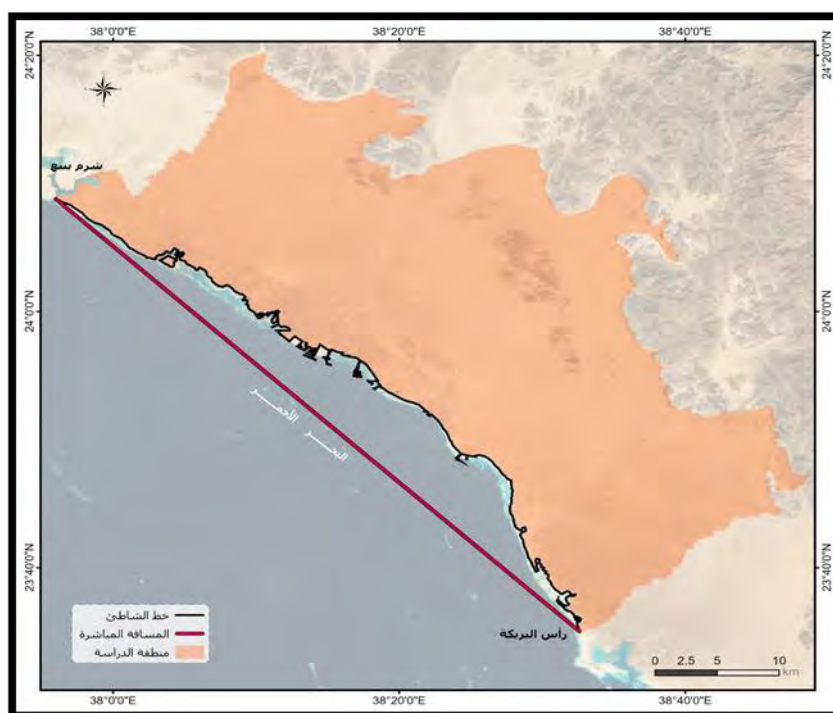 38°0'0"E
38°20'0"E
38°40'0"E
24°20'0"N
24°20'0"N
شرم ينبع
24°0'0"N
24°0'0"N
البحـــــر الأحمـــــر
23°40'0"N
23°40'0"N
خط الشاطئ
المسافة المباشرة
منطقة الدراسة
رأس البريكة
0 2.5 5 10
km
38°0'0"E
38°20'0"E
38°40'0"E